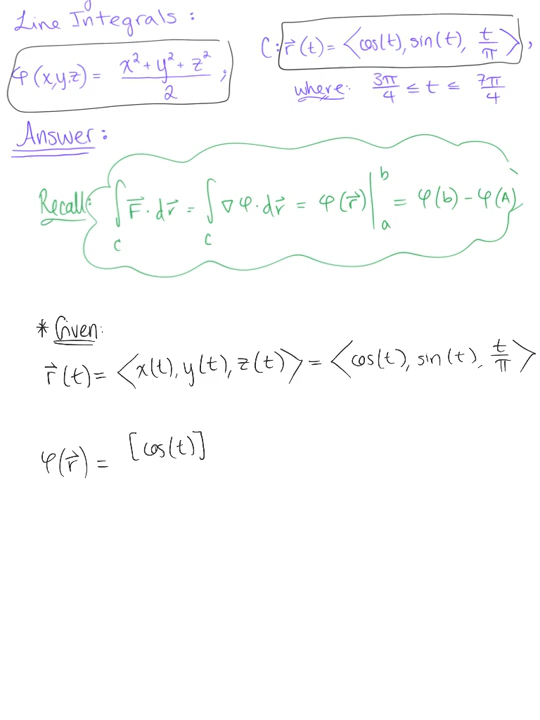 Line Integrals :
φ(x,y,z) = (x² + y² + z²)/2 ;
C: r⃗(t) = ⟨cos(t), sin(t), t/π⟩,
where: 3π/4 ≤ t ≤ 7π/4
Answer :
Recall: ∫_C F⃗ · dr⃗ = ∫_C ∇φ · dr⃗ = φ(r⃗) |_a^b = φ(b) − φ(A)
* Given:
r⃗(t) = ⟨x(t), y(t), z(t)⟩ = ⟨cos(t), sin(t), t/π⟩
φ(r⃗) = [cos(t)]